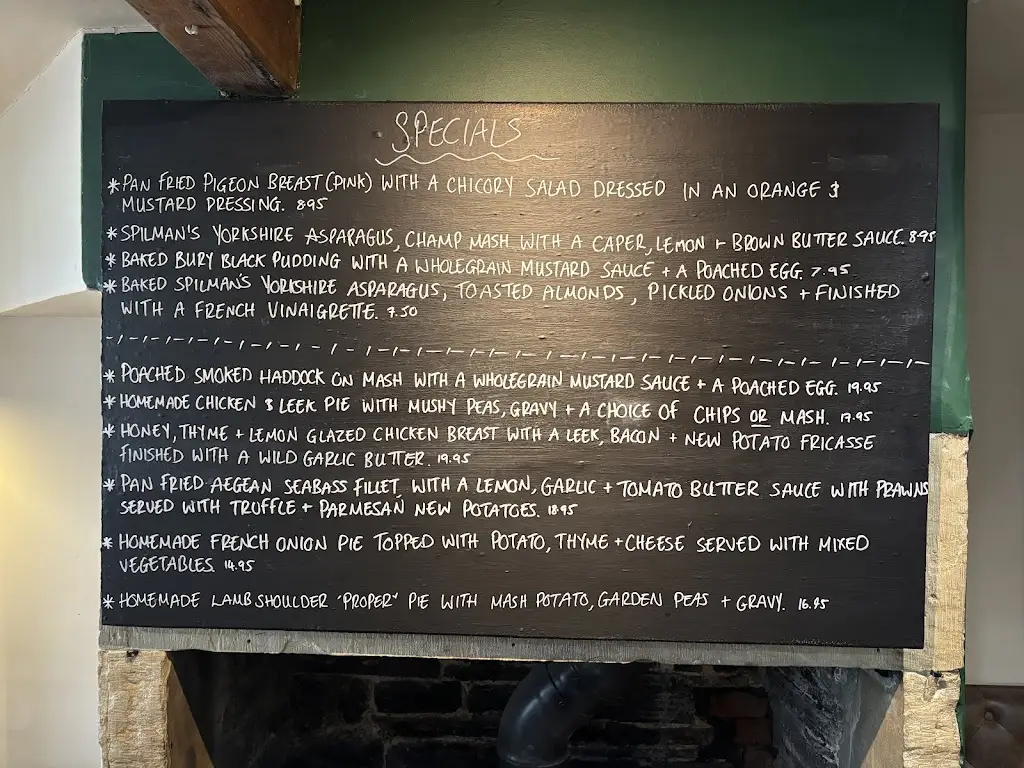 SPECIALS
* PAN FRIED PIGEON BREAST (PINK) WITH A CHICORY SALAD DRESSED IN AN ORANGE &
MUSTARD DRESSING. 8.95
* SPILMAN'S YORKSHIRE ASPARAGUS, CHAMP MASH WITH A CAPER, LEMON + BROWN BUTTER SAUCE. 8.95
* BAKED BURY BLACK PUDDING WITH A WHOLEGRAIN MUSTARD SAUCE + A POACHED EGG. 7.95
* BAKED SPILMAN'S YORKSHIRE ASPARAGUS, TOASTED ALMONDS, PICKLED ONIONS + FINISHED
WITH A FRENCH VINAIGRETTE. 7.50
* POACHED SMOKED HADDOCK ON MASH WITH A WHOLEGRAIN MUSTARD SAUCE + A POACHED EGG. 19.95
* HOMEMADE CHICKEN & LEEK PIE WITH MUSHY PEAS, GRAVY + A CHOICE OF CHIPS OR MASH. 17.95
* HONEY, THYME + LEMON GLAZED CHICKEN BREAST WITH A LEEK, BACON + NEW POTATO FRICASSE
FINISHED WITH A WILD GARLIC BUTTER. 19.95
* PAN FRIED AEGEAN SEABASS FILLET, WITH A LEMON, GARLIC + TOMATO BUTTER SAUCE WITH PRAWNS
SERVED WITH TRUFFLE + PARMESAN NEW POTATOES. 18.95
* HOMEMADE FRENCH ONION PIE TOPPED WITH POTATO, THYME + CHEESE SERVED WITH MIXED
VEGETABLES. 14.95
* HOMEMADE LAMB SHOULDER "PROPER" PIE WITH MASH POTATO, GARDEN PEAS + GRAVY. 16.95